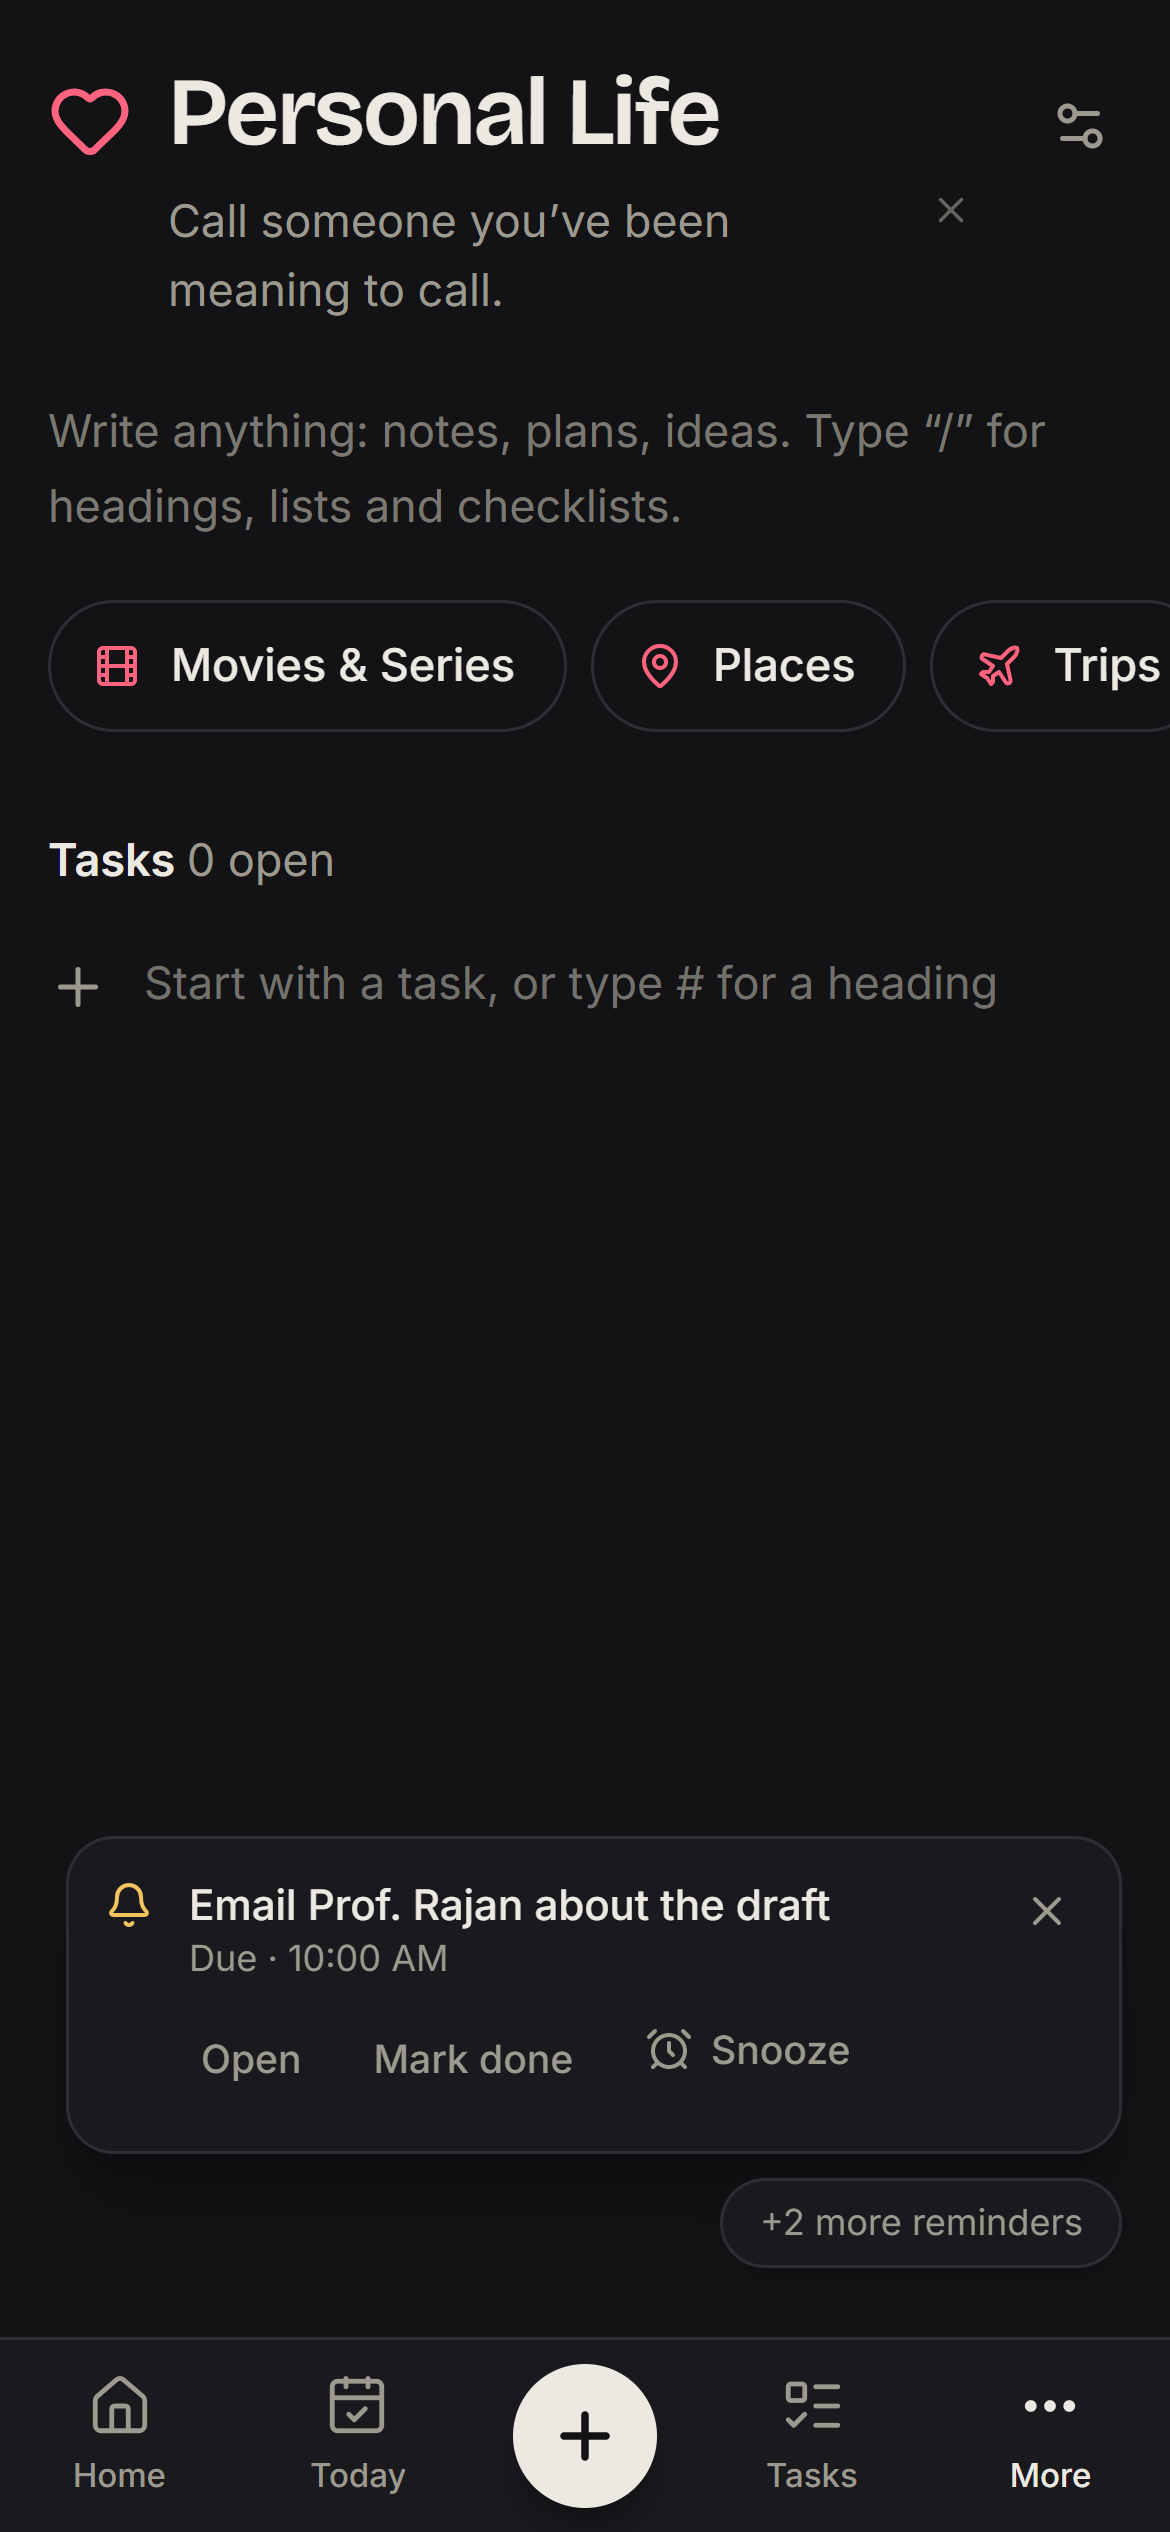 Personal Life
Call someone you’ve been
meaning to call.
Write anything: notes, plans, ideas. Type “/” for
headings, lists and checklists.
Movies & Series
Places
Trips
Tasks 0 open
Start with a task, or type # for a heading
Email Prof. Rajan about the draft
Due · 10:00 AM
Open
Mark done
Snooze
+2 more reminders
Home
Today
Tasks
More